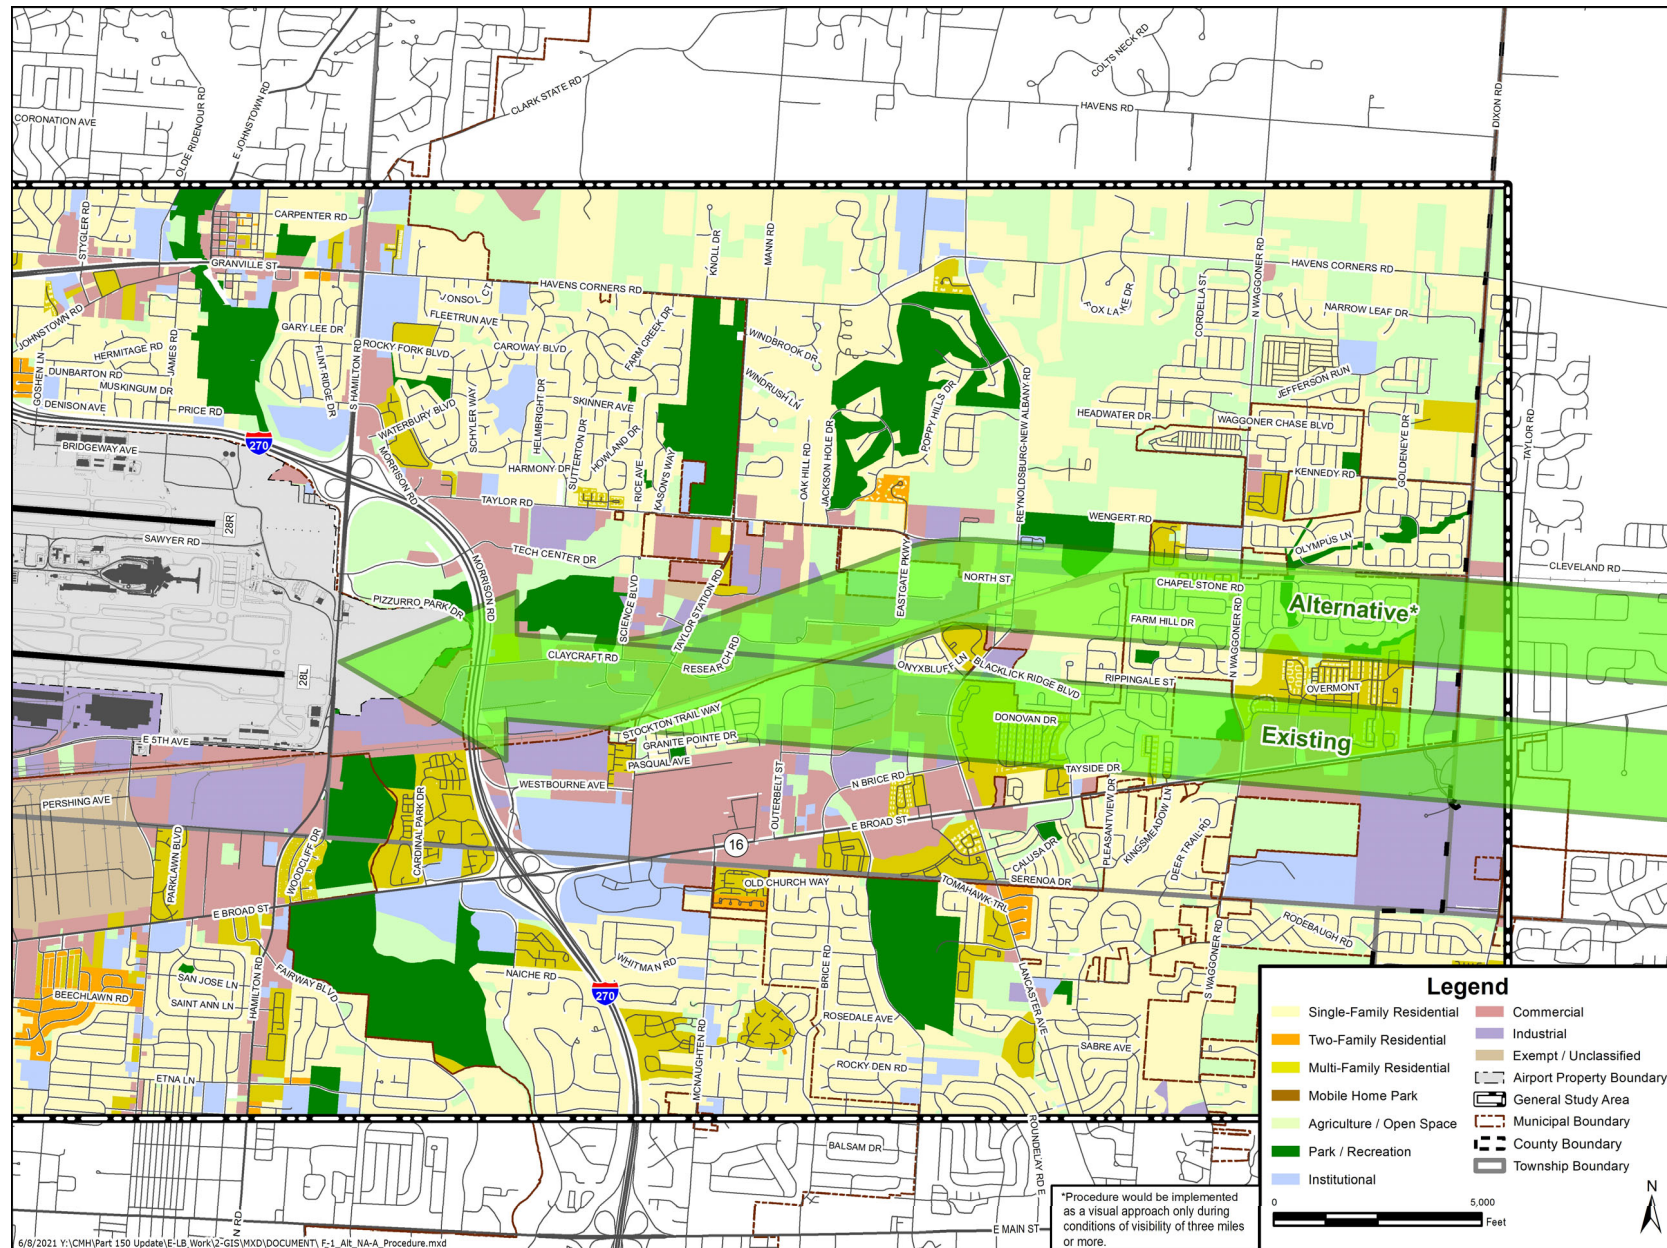 CORONATION AVE
OLDE RIDENOUR RD
E JOHNSTOWN RD
CLARK STATE RD
COLTS NECK RD
HAVENS RD
DIXON RD
STYGLER RD
CARPENTER RD
GRANVILLE ST
S HAMILTON RD
KNOLL DR
MANN RD
HAVENS CORNERS RD
HAVENS CORNERS RD
N WAGGONER RD
CORDELLA ST
NARROW LEAF DR
JOHNSTOWN RD
GARY LEE DR
FLEETRUN AVE
FARM CREEK DR
WINDBROOK DR
HERMITAGE RD
JAMES RD
FLINT RIDGE DR
ROCKY FORK BLVD
CAROWAY BLVD
GOSHEN LN
DUNBARTON RD
MUSKINGUM DR
DENISON AVE
PRICE RD
WATERBURY BLVD
SCHYLER WAY
HELMBRIGHT DR
SKINNER AVE
WINDRUSH LN
POPPY HILLS DR
JEFFERSON RUN
HEADWATER DR
WAGGONER CHASE BLVD
GOLDENEYE DR
TAYLOR RD
BRIDGEWAY AVE
270
MORRISON RD
HARMONY DR
SUTTERTON DR
HOWLAND DR
RICE AVE
KASON'S WAY
OAK HILL RD
JACKSON HOLE DR
REYNOLDSBURG-NEW ALBANY RD
KENNEDY RD
TAYLOR RD
WENGERT RD
28R
SAWYER RD
TECH CENTER DR
MORRISON RD
OLYMPUS LN
CLEVELAND RD
PIZZURRO PARK DR
SCIENCE BLVD
TAYLOR STATION RD
EASTGATE PKWY
NORTH ST
CHAPEL STONE RD
N WAGGONER RD
Alternative*
FARM HILL DR
28L
CLAYCRAFT RD
RESEARCH RD
ONYXBLUFF LN
BLACKLICK RIDGE BLVD
RIPPINGALE ST
OVERMONT
STOCKTON TRAIL WAY
DONOVAN DR
Existing
E 5TH AVE
GRANITE POINTE DR
PASQUAL AVE
TAYSIDE DR
WESTBOURNE AVE
OUTERBELT ST
N BRICE RD
PLEASANTVIEW DR
KINGSMEADOW LN
PERSHING AVE
PARKLAWN BLVD
WOODCLIFF DR
CARDINAL PARK DR
E BROAD ST
16
CALUSA DR
DEER TRAIL RD
SERENOA DR
OLD CHURCH WAY
TOMAHAWK TRL
E BROAD ST
BRICE RD
S WAGGONER RD
RODEBAUGH RD
SAN JOSE LN
HAMILTON RD
FAIRWAY BLVD
NAICHE RD
WHITMAN RD
LANCASTER AVE
BEECHLAWN RD
SAINT ANN LN
270
MCNAUGHTEN RD
ROSEDALE AVE
SABRE AVE
ROCKY DEN RD
ETNA LN
ROUNDELAY RD E
BALSAM DR
E MAIN ST
Legend
Single-Family Residential
Two-Family Residential
Multi-Family Residential
Mobile Home Park
Agriculture / Open Space
Park / Recreation
Institutional
Commercial
Industrial
Exempt / Unclassified
Airport Property Boundary
General Study Area
Municipal Boundary
County Boundary
Township Boundary
0 5,000
Feet
N
*Procedure would be implemented
as a visual approach only during
conditions of visibility of three miles
or more.
6/8/2021 Y:\CMH\Part 150 Update\E-LB Work\2-GIS\MXD\DOCUMENT\ F-1_Alt_NA-A_Procedure.mxd